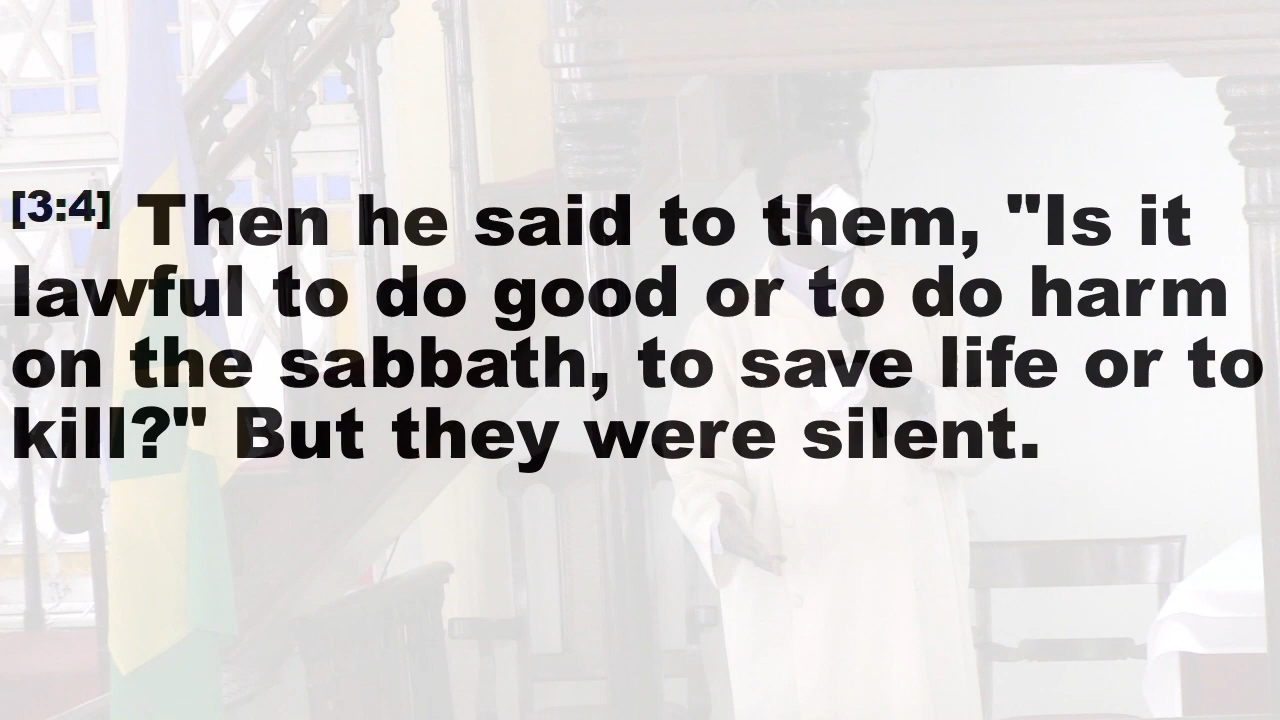 [3:4] Then he said to them, "Is it
lawful to do good or to do harm
on the sabbath, to save life or to
kill?" But they were silent.